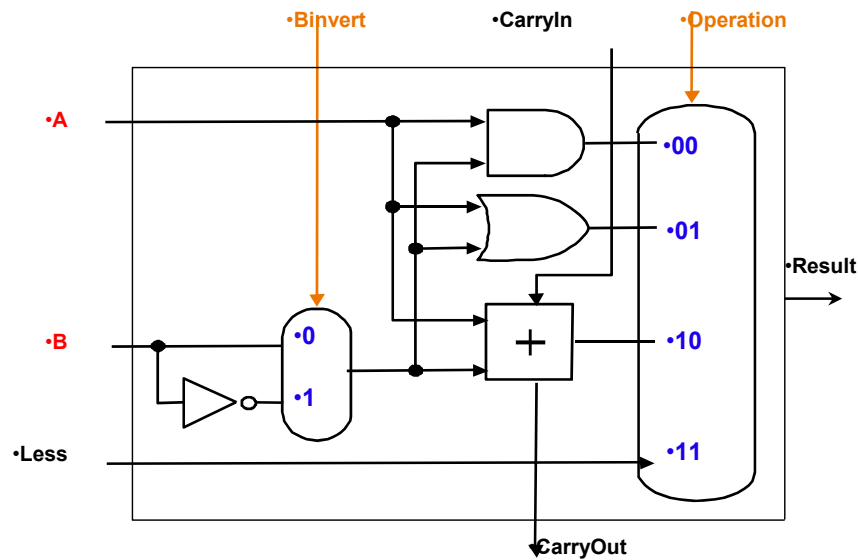 •Binvert •CarryIn •Operation
•A
•00
•01
•Result
•B
•0
+
•10
•1
•Less
•11
CarryOut